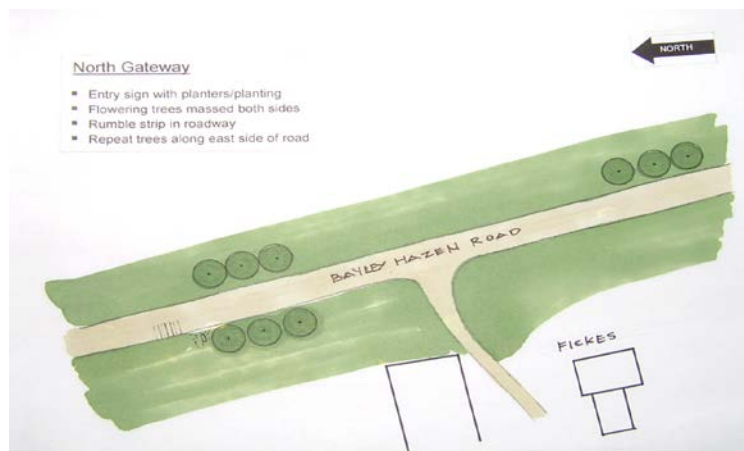 North Gateway
▪ Entry sign with planters/planting
▪ Flowering trees massed both sides
▪ Rumble strip in roadway
▪ Repeat trees along east side of road
NORTH
BAYLEY HAZEN ROAD
FICKES